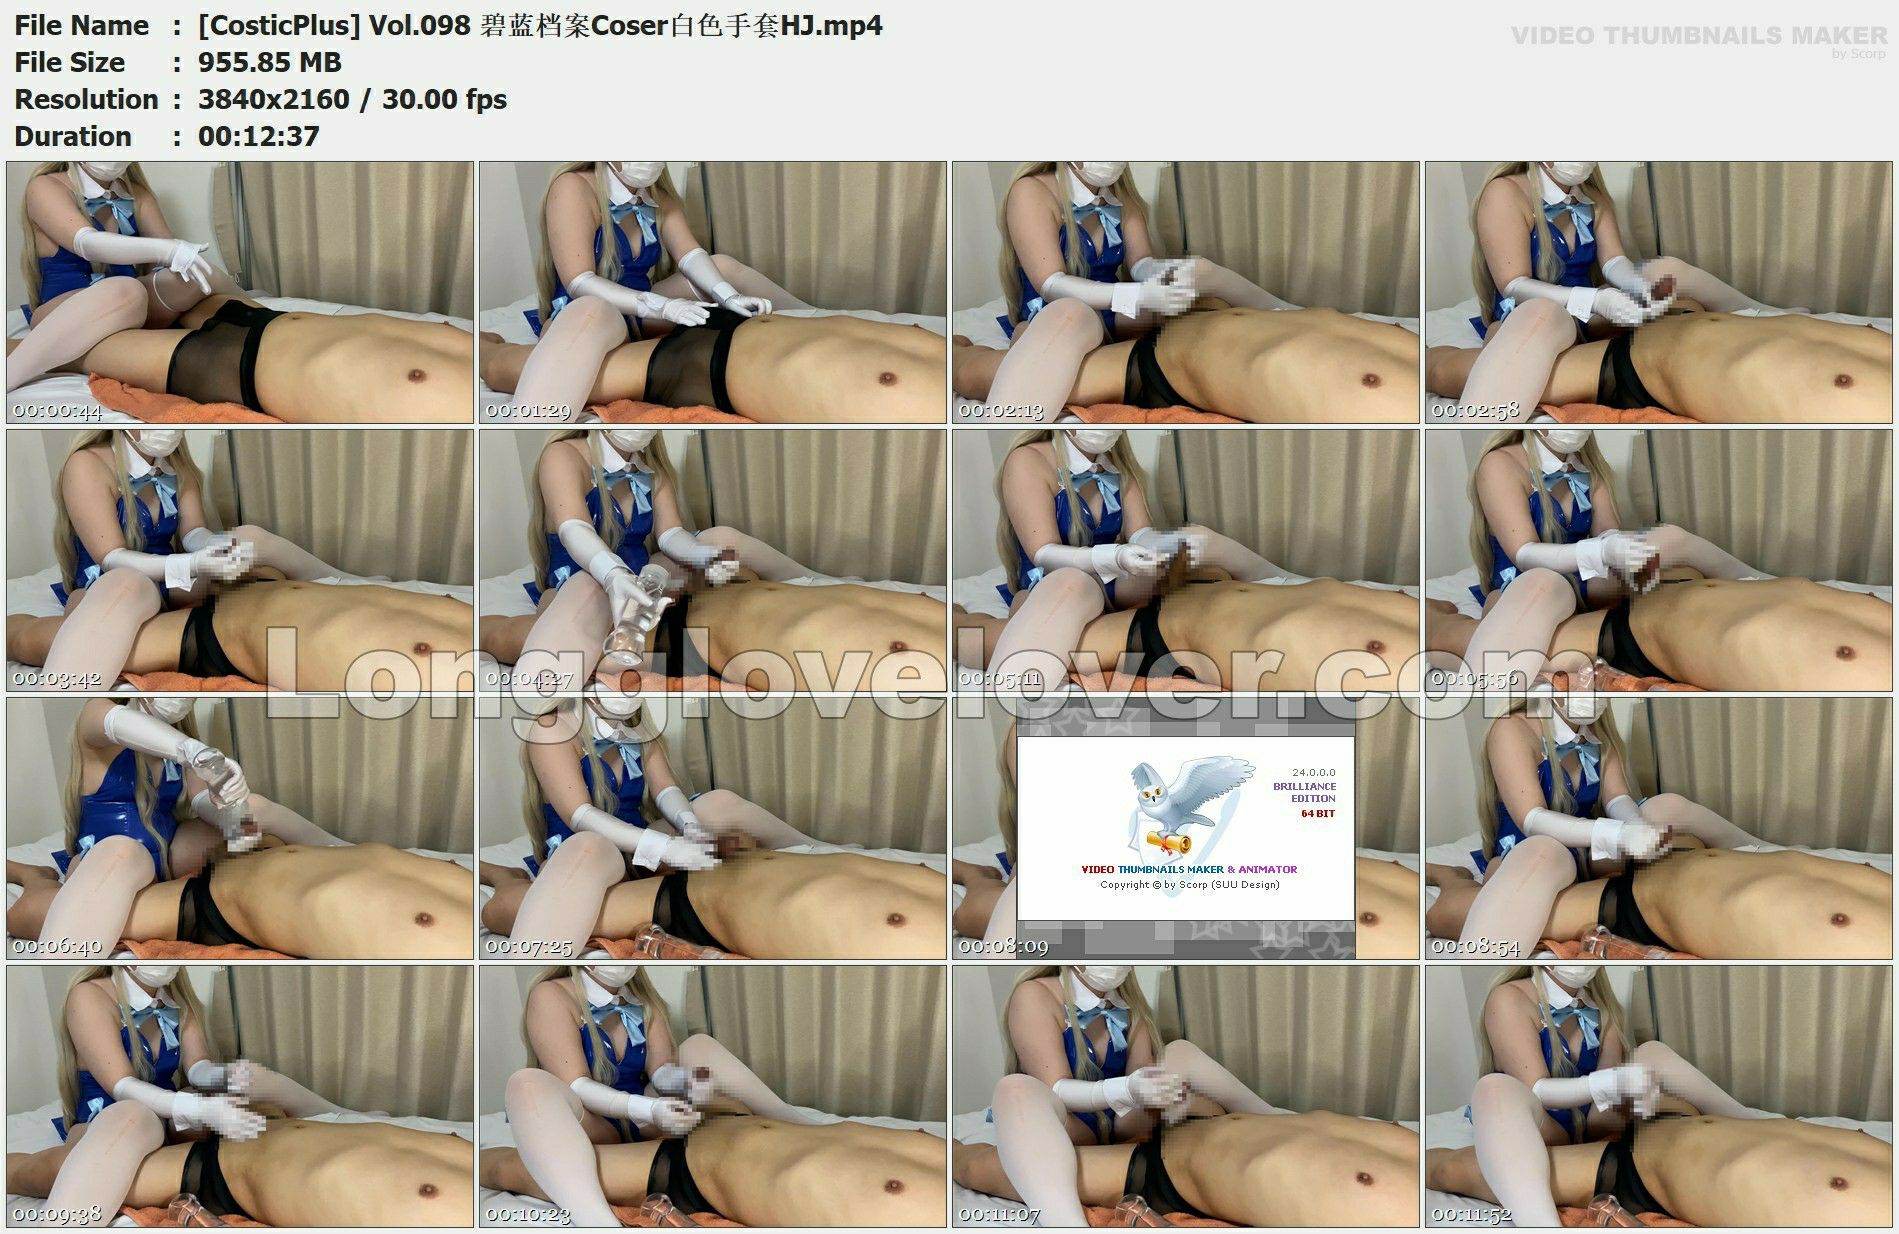 File Name : [CosticPlus] Vol.098 碧蓝档案Coser白色手套HJ.mp4
VIDEO THUMBNAILS MAKER
by Scorp
File Size : 955.85 MB
Resolution : 3840x2160 / 30.00 fps
Duration : 00:12:37
00:00:44
00:01:29
00:02:13
00:02:58
00:03:42
00:04:27
00:05:11
00:05:56
Longglovelover.com
00:06:40
00:07:25
24.0.0.0
BRILLIANCE
EDITION
64 BIT
VIDEO THUMBNAILS MAKER & ANIMATOR
Copyright © by Scorp (SUU Design)
00:08:09
00:08:54
00:09:38
00:10:23
00:11:07
00:11:52